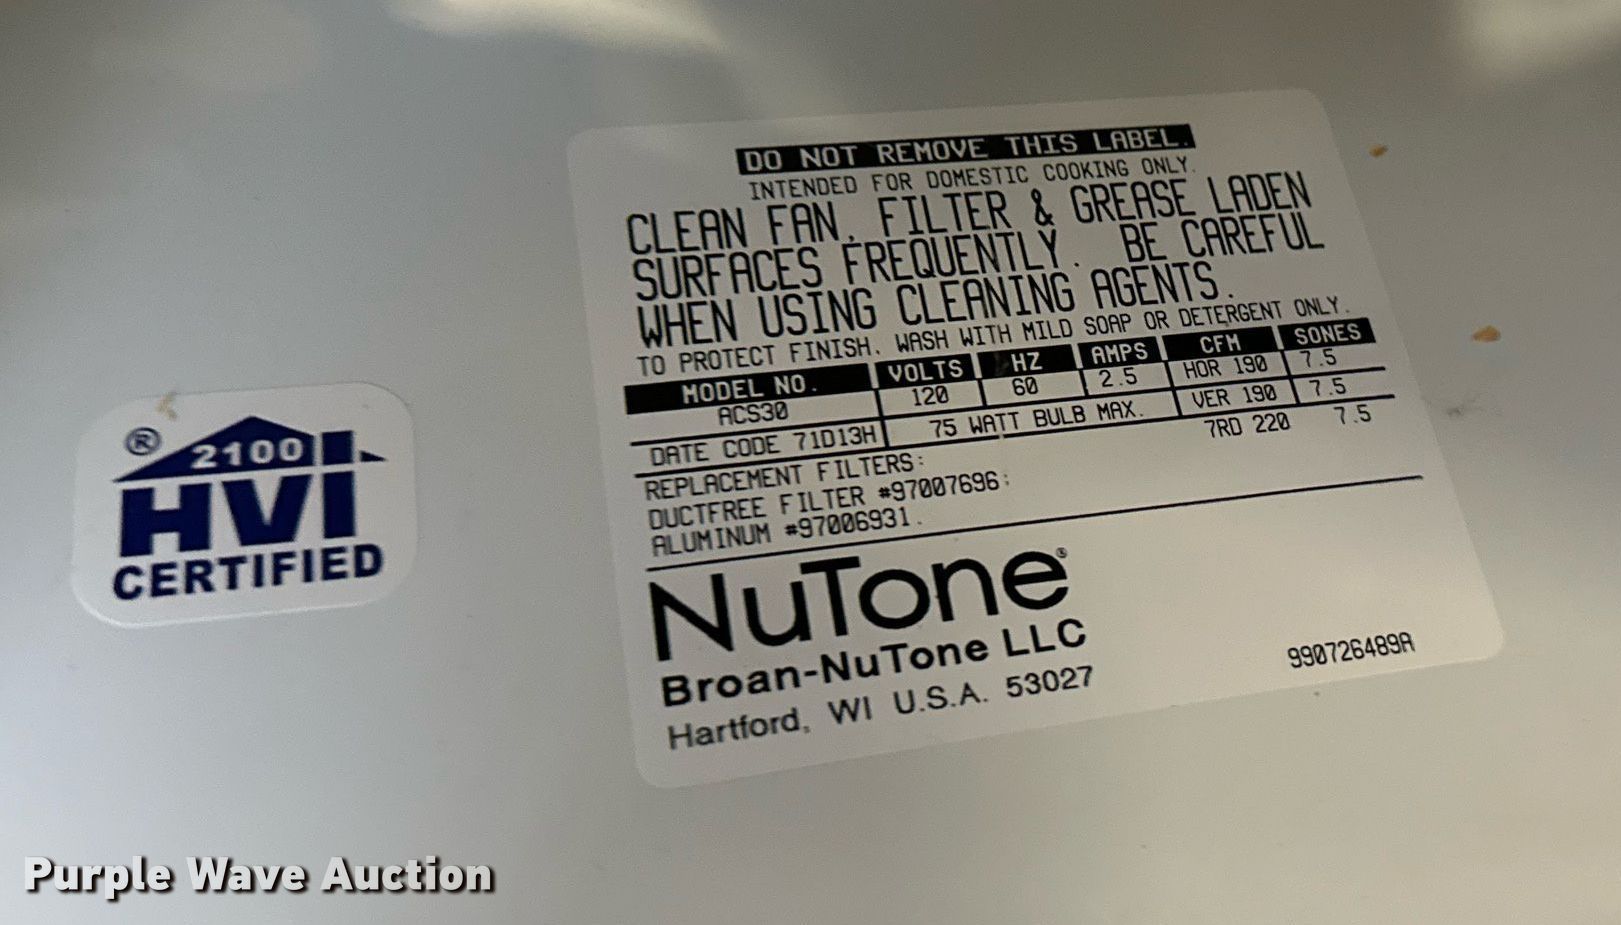 DO NOT REMOVE THIS LABEL.
INTENDED FOR DOMESTIC COOKING ONLY.
CLEAN FAN, FILTER & GREASE LADEN
SURFACES FREQUENTLY. BE CAREFUL
WHEN USING CLEANING AGENTS.
TO PROTECT FINISH, WASH WITH MILD SOAP OR DETERGENT ONLY.
MODEL NO. VOLTS HZ AMPS CFM SONES
ACS30 120 60 2.5 HOR 190 7.5
DATE CODE 71D13H 75 WATT BULB MAX. VER 190 7.5
7RD 220 7.5
REPLACEMENT FILTERS:
DUCTFREE FILTER #97007696:
ALUMINUM #97006931.
NuTone®
Broan-NuTone LLC
Hartford, WI U.S.A. 53027
990726489A
® 2100
HVI
CERTIFIED
Purple Wave Auction